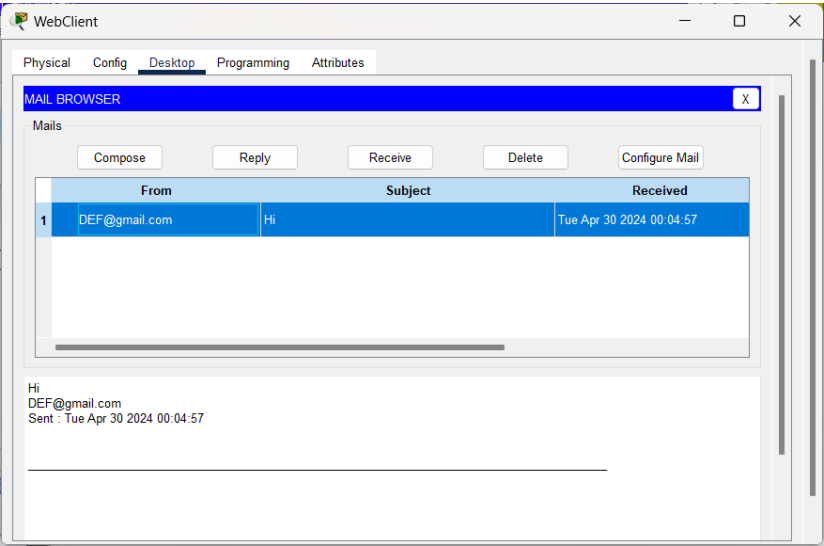 WebClient
Physical Config Desktop Programming Attributes
MAIL BROWSER X
Mails
Compose Reply Receive Delete Configure Mail
From Subject Received
1 DEF@gmail.com Hi Tue Apr 30 2024 00:04:57
Hi
DEF@gmail.com
Sent : Tue Apr 30 2024 00:04:57